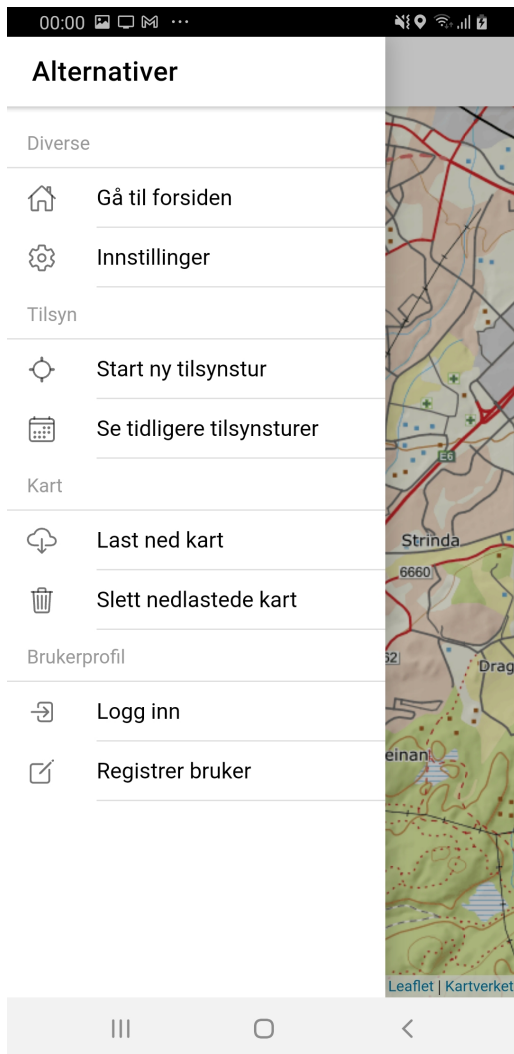 00:00
Alternativer
Diverse
Gå til forsiden
Innstillinger
Tilsyn
Start ny tilsynstur
Se tidligere tilsynsturer
Kart
Last ned kart
Slett nedlastede kart
Brukerprofil
Logg inn
Registrer bruker
E6
Strinda
6660
62
Drag
einan
Leaflet | Kartverket